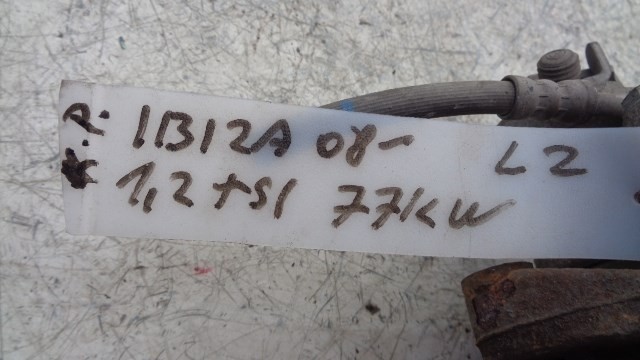 IBIZA 08- L2
1,2 tSI 77KW